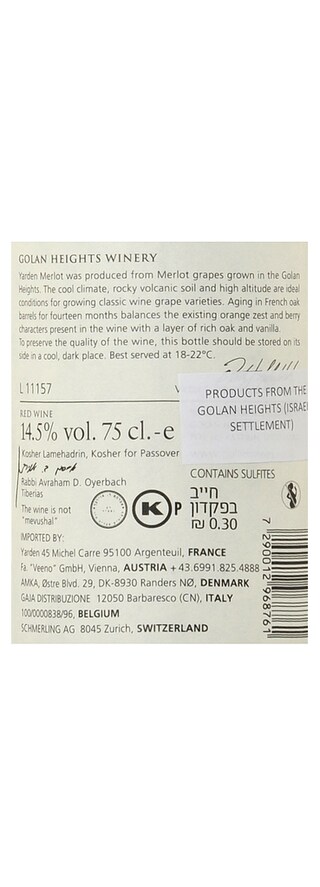 GOLAN HEIGHTS WINERY
Yarden Merlot was produced from Merlot grapes grown in the Golan
Heights. The cool climate, rocky volcanic soil and high altitude are ideal
conditions for growing classic wine grape varieties. Aging in French oak
barrels for fourteen months balances the existing orange zest and berry
characters present in the wine with a layer of rich oak and vanilla.
To preserve the quality of the wine, this bottle should be stored on its
side in a cool, dark place. Best served at 18-22°C.
L 11157
PRODUCTS FROM THE
GOLAN HEIGHTS (ISRAEL
SETTLEMENT)
RED WINE
14.5% vol. 75 cl.-e
Kosher Lamehadrin, Kosher for Passover
CONTAINS SULFITES
Rabbi Avraham D. Oyerbach
Tiberias
The wine is not
"mevushal"
K P
חייב
בפקדון
0.30 ₪
IMPORTED BY:
Yarden 45 Michel Carre 95100 Argenteuil, FRANCE
Fa. "Veeno" GmbH, Vienna, AUSTRIA +43.6991.825.4888
AMKA, Østre Blvd. 29, DK-8930 Randers NØ, DENMARK
GAJA DISTRIBUZIONE 12050 Barbaresco (CN), ITALY
100/0000838/96, BELGIUM
SCHMERLING AG 8045 Zurich, SWITZERLAND
7 290012 968761